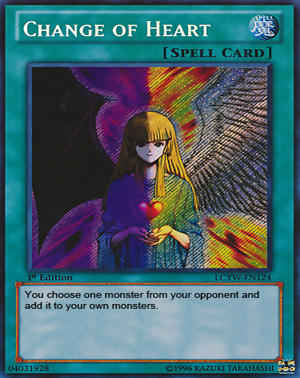 CHANGE OF HEART
[SPELL CARD]
1st Edition
LCYW-EN124
You choose one monster from your opponent and
add it to your own monsters.
04031928
©1996 KAZUKI TAKAHASHI